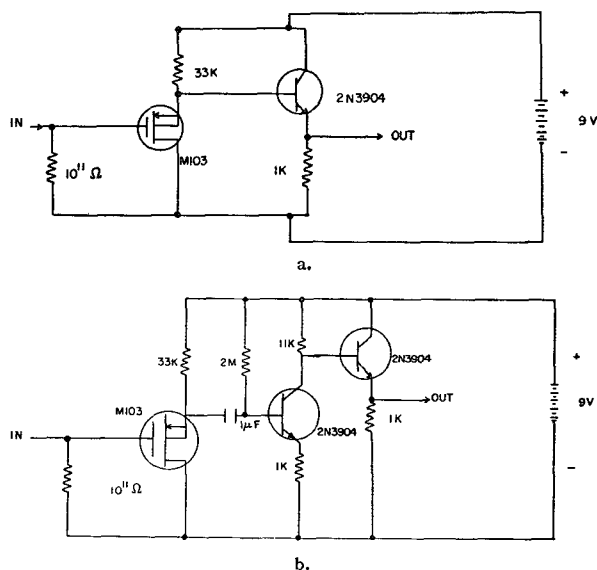 33K
2N3904
IN
OUT
+
9V
-
M103
10¹¹ Ω
1K
a.
33K
2M
11K
2N3904
+
9V
-
M103
OUT
IN
1μF
2N3904
1K
1K
10¹¹ Ω
b.